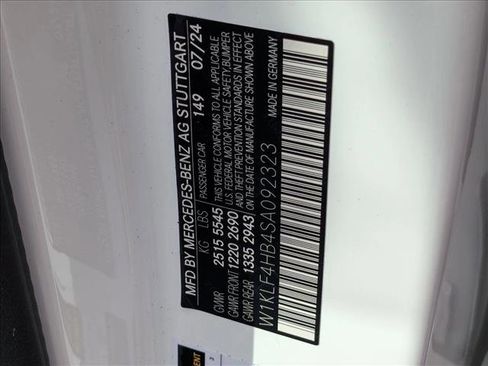 MFD BY MERCEDES-BENZ AG STUTTGART
PASSENGER CAR 149 07/24
KG LBS
GVWR 2515 5545
GAWR FRONT 1220 2690
GAWR REAR 1335 2943
THIS VEHICLE CONFORMS TO ALL APPLICABLE
U.S. FEDERAL MOTOR VEHICLE SAFETY BUMPER
AND THEFT PREVENTION STANDARDS IN EFFECT
ON THE DATE OF MANUFACTURE SHOWN ABOVE
W1KLF4HB4SA092323
MADE IN GERMANY